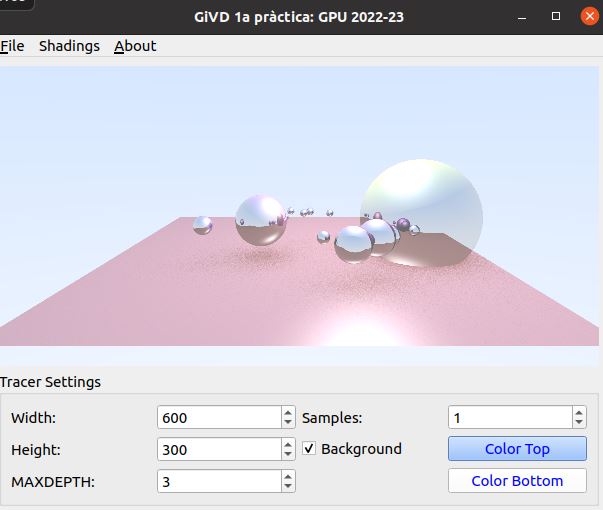 GiVD 1a pràctica: GPU 2022-23
File Shadings About
Tracer Settings
Width: 600 Samples: 1
Height: 300 Background Color Top
MAXDEPTH: 3 Color Bottom